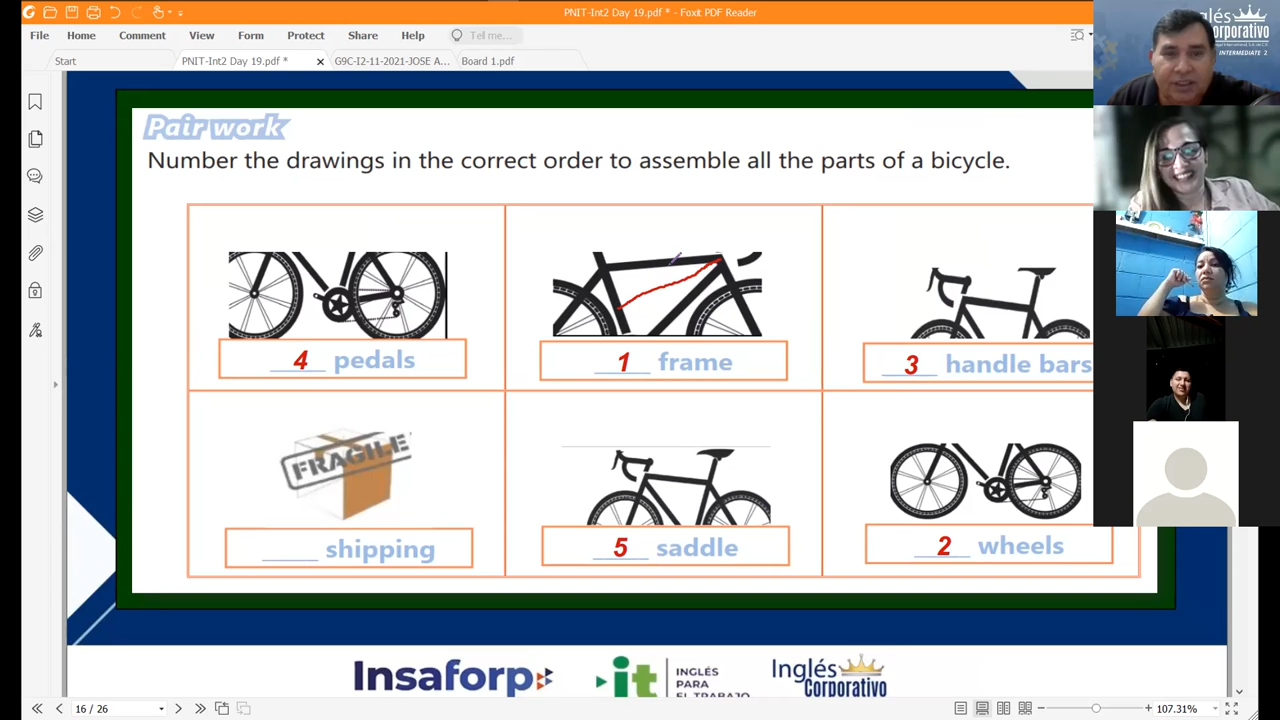 PNIT-Int2 Day 19.pdf * - Foxit PDF Reader
File Home Comment View Form Protect Share Help Tell me...
Start PNIT-Int2 Day 19.pdf * G9C-I2-11-2021-JOSE A... Board 1.pdf
Inglés
Corporativo
INTERMEDIATE 2
Pair work
Number the drawings in the correct order to assemble all the parts of a bicycle.
4 pedals
1 frame
3 handle bars
FRAGILE
____ shipping
5 saddle
2 wheels
Insaforp
it
INGLÉS
PARA
EL TRABAJO
Inglés
Corporativo
16 / 26
107.31%